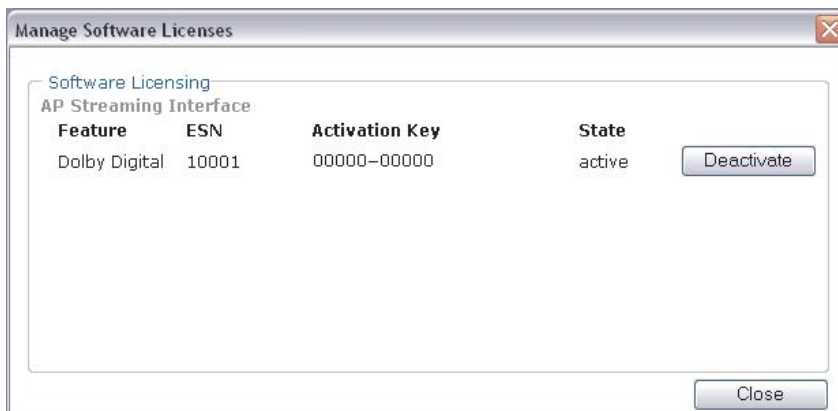 Manage Software Licenses
Software Licensing
AP Streaming Interface
Feature ESN Activation Key State
Dolby Digital 10001 00000-00000 active Deactivate
Close